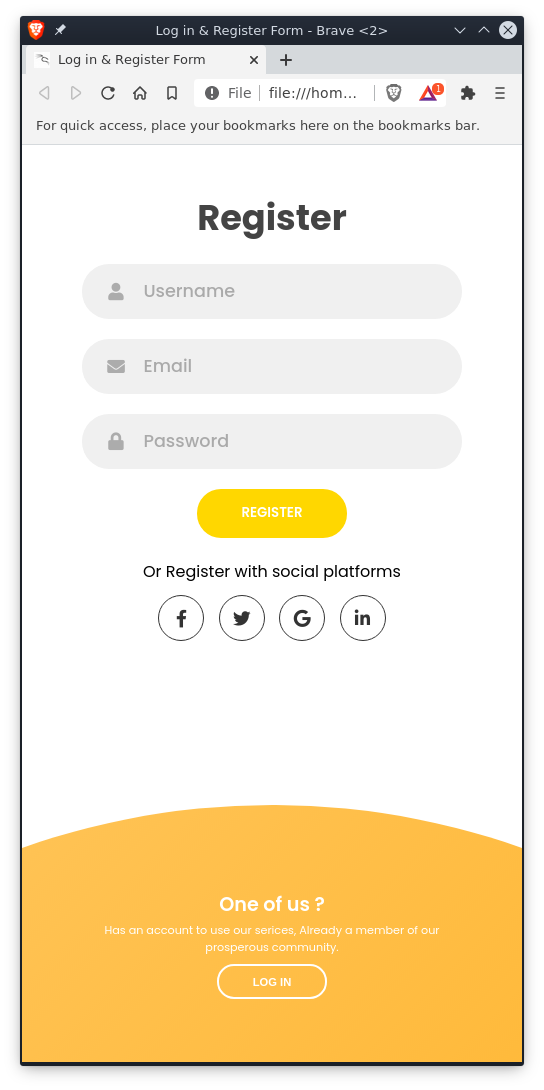 Log in & Register Form - Brave <2>
Log in & Register Form
File file:///hom...
1
For quick access, place your bookmarks here on the bookmarks bar.
Register
Username
Email
Password
REGISTER
Or Register with social platforms
One of us ?
Has an account to use our serices, Already a member of our
prosperous community.
LOG IN